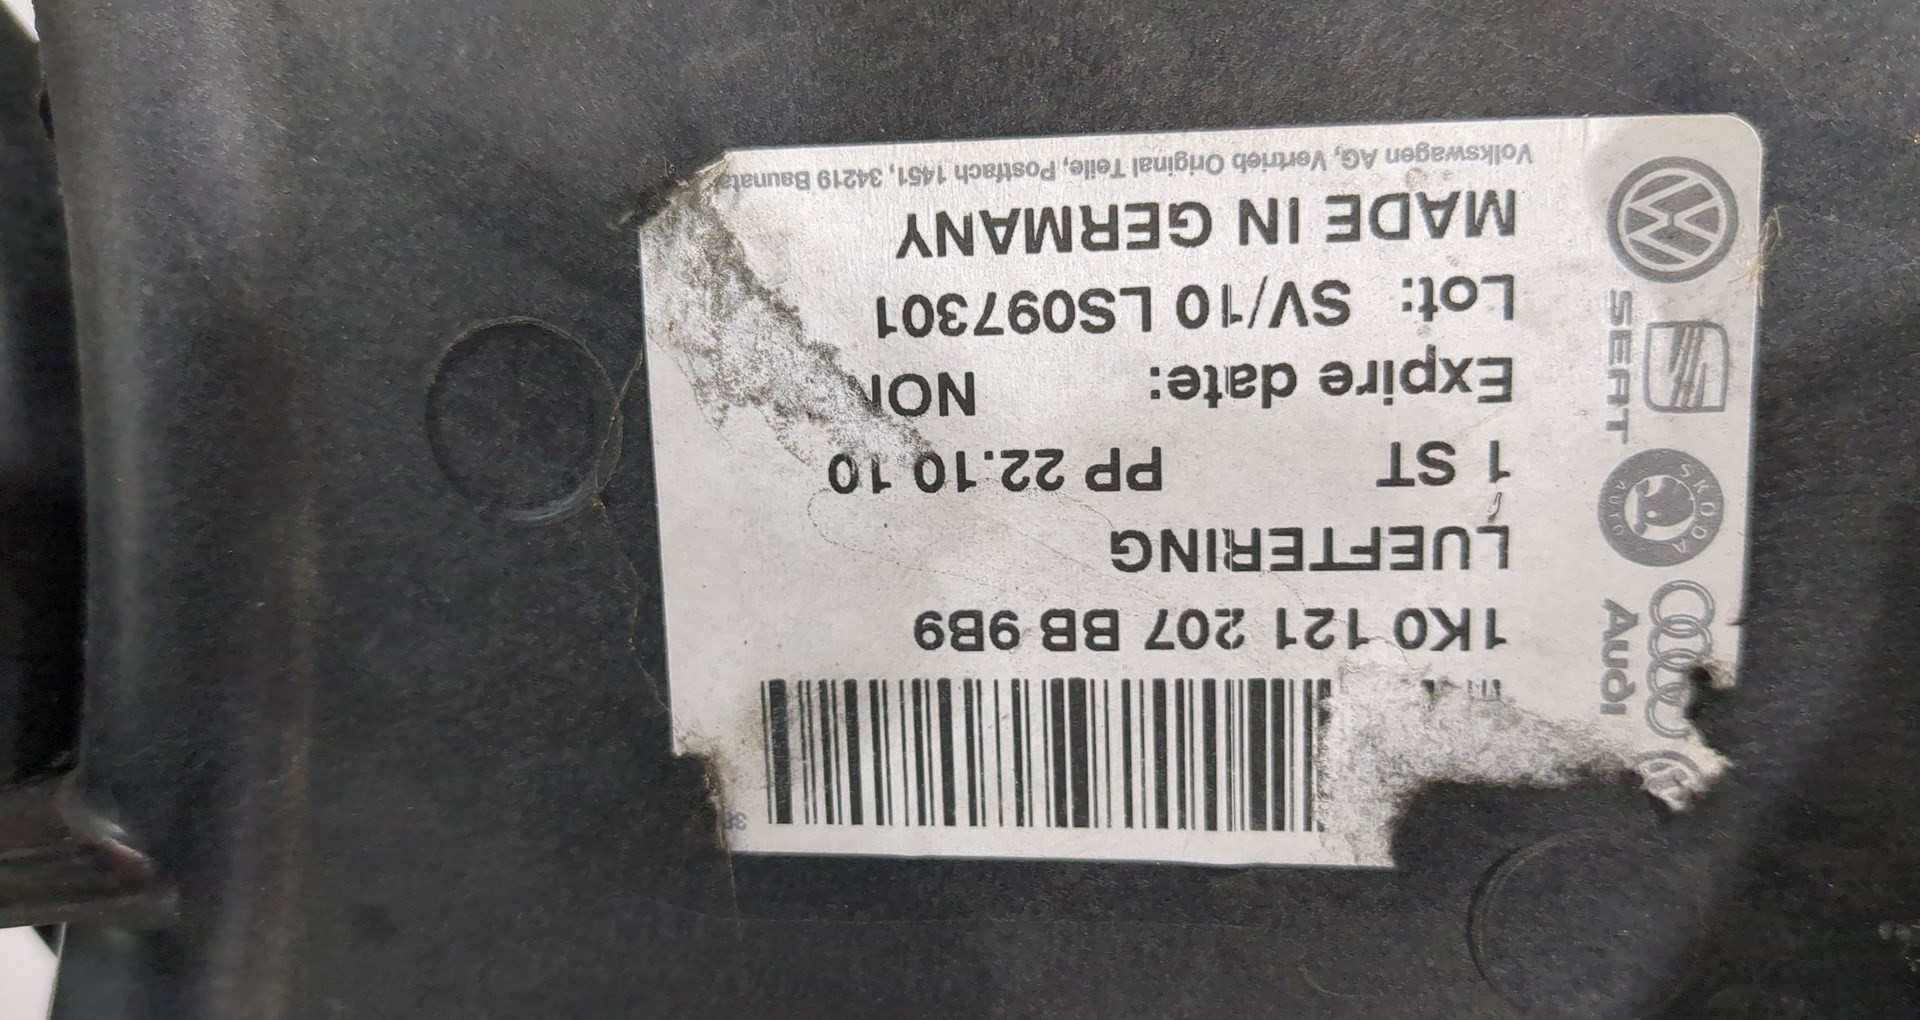 Volkswagen AG, Vertrieb Original Teile, Postfach 1451, 34219 Baunata
MADE IN GERMANY
Lot: SV/10 LS097301
Expire date: NON
1 ST PP 22.10 10
LUEFTERING
1K0 121 207 BB 9B9
SEAT
SKODA
AUTO
Audi